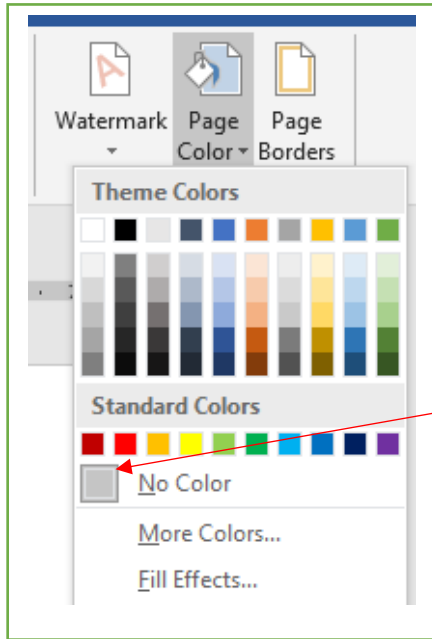 Watermark Page Page
Color Borders
Theme Colors
Standard Colors
No Color
More Colors...
Fill Effects...